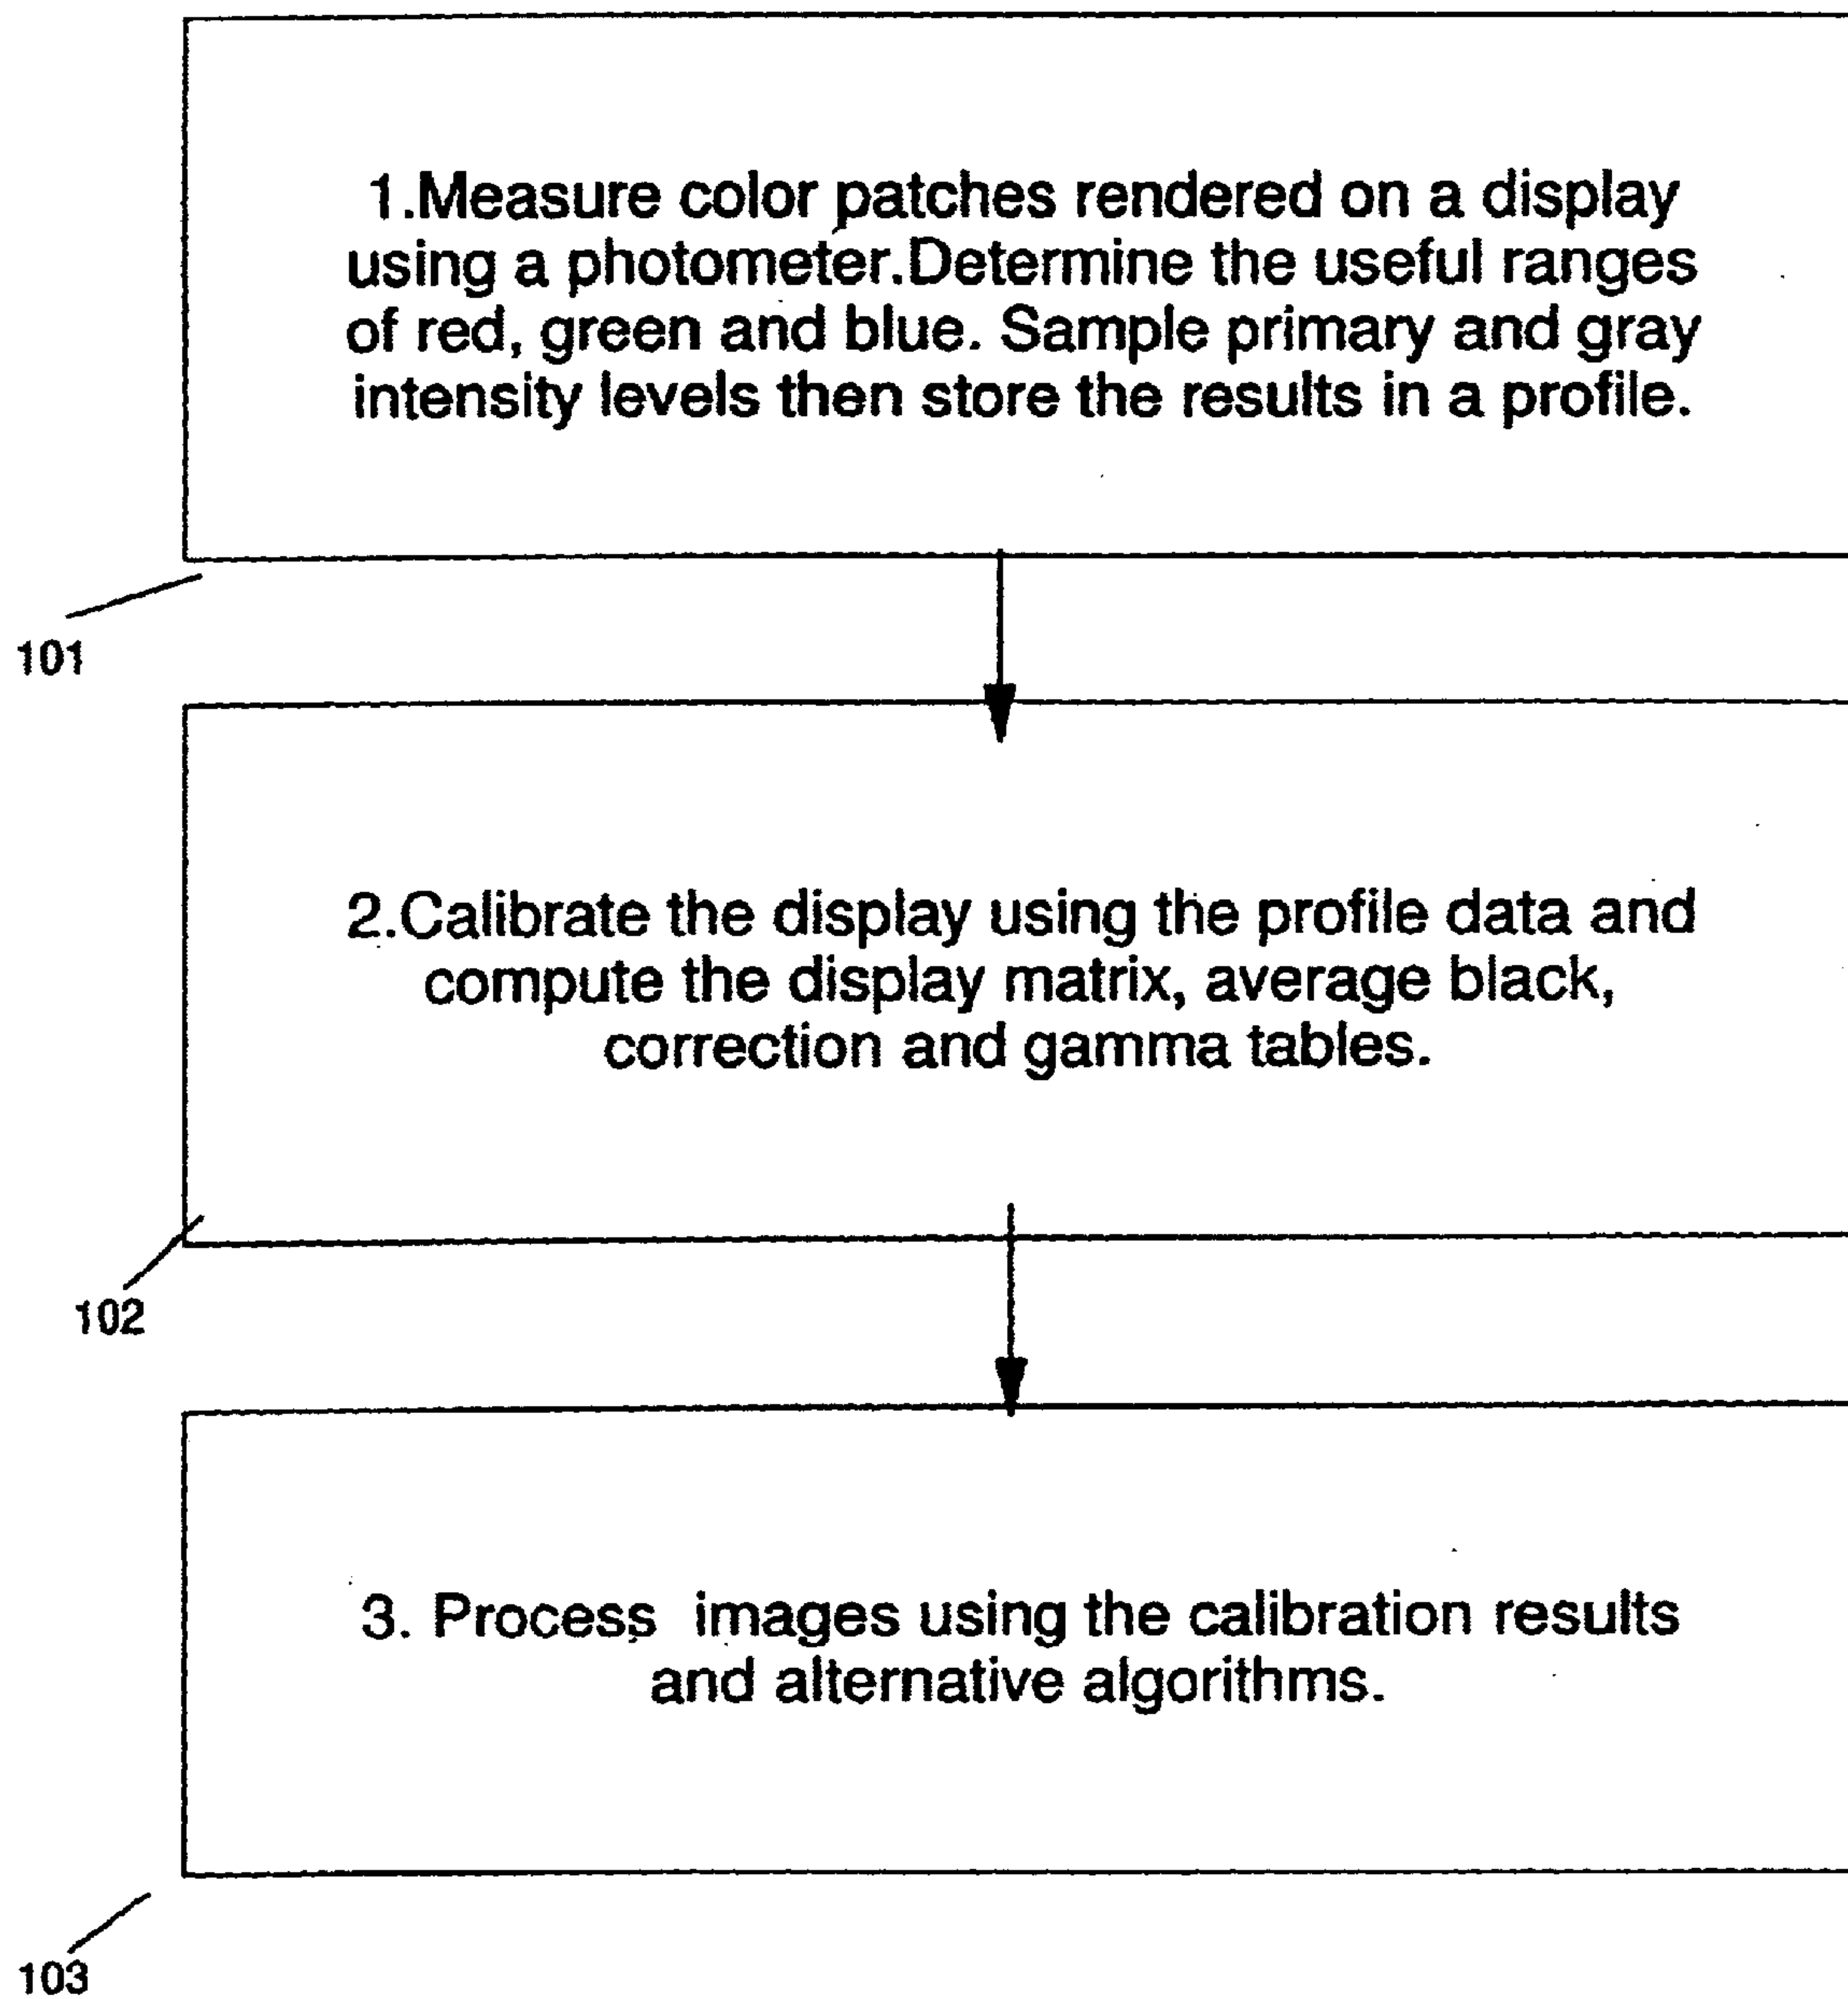 1.Measure color patches rendered on a display
using a photometer.Determine the useful ranges
of red, green and blue. Sample primary and gray
intensity levels then store the results in a profile.
101
2.Calibrate the display using the profile data and
compute the display matrix, average black,
correction and gamma tables.
102
3. Process images using the calibration results
and alternative algorithms.
103